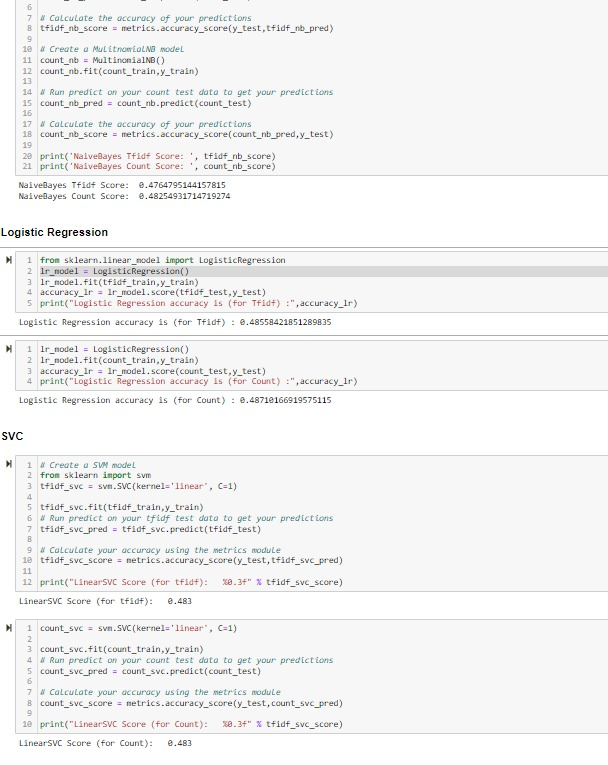 6
7 # Calculate the accuracy of your predictions
8 tfidf_nb_score = metrics.accuracy_score(y_test,tfidf_nb_pred)
9
10 # Create a MulitnomialNB model
11 count_nb = MultinomialNB()
12 count_nb.fit(count_train,y_train)
13
14 # Run predict on your count test data to get your predictions
15 count_nb_pred = count_nb.predict(count_test)
16
17 # Calculate the accuracy of your predictions
18 count_nb_score = metrics.accuracy_score(count_nb_pred,y_test)
19
20 print('NaiveBayes Tfidf Score: ', tfidf_nb_score)
21 print('NaiveBayes Count Score: ', count_nb_score)
NaiveBayes Tfidf Score:  0.4764795144157815
NaiveBayes Count Score:  0.48254931714719274
Logistic Regression
1 from sklearn.linear_model import LogisticRegression
2 lr_model = LogisticRegression()
3 lr_model.fit(tfidf_train,y_train)
4 accuracy_lr = lr_model.score(tfidf_test,y_test)
5 print("Logistic Regression accuracy is (for Tfidf) :",accuracy_lr)
Logistic Regression accuracy is (for Tfidf) : 0.48558421851289835
1 lr_model = LogisticRegression()
2 lr_model.fit(count_train,y_train)
3 accuracy_lr = lr_model.score(count_test,y_test)
4 print("Logistic Regression accuracy is (for Count) :",accuracy_lr)
Logistic Regression accuracy is (for Count) : 0.48710166919575115
SVC
1 # Create a SVM model
2 from sklearn import svm
3 tfidf_svc = svm.SVC(kernel='linear', C=1)
4
5 tfidf_svc.fit(tfidf_train,y_train)
6 # Run predict on your tfidf test data to get your predictions
7 tfidf_svc_pred = tfidf_svc.predict(tfidf_test)
8
9 # Calculate your accuracy using the metrics module
10 tfidf_svc_score = metrics.accuracy_score(y_test,tfidf_svc_pred)
11
12 print("LinearSVC Score (for tfidf):   %0.3f" % tfidf_svc_score)
LinearSVC Score (for tfidf):   0.483
1 count_svc = svm.SVC(kernel='linear', C=1)
2
3 count_svc.fit(count_train,y_train)
4 # Run predict on your count test data to get your predictions
5 count_svc_pred = count_svc.predict(count_test)
6
7 # Calculate your accuracy using the metrics module
8 count_svc_score = metrics.accuracy_score(y_test,count_svc_pred)
9
10 print("LinearSVC Score (for Count):   %0.3f" % tfidf_svc_score)
LinearSVC Score (for Count):   0.483